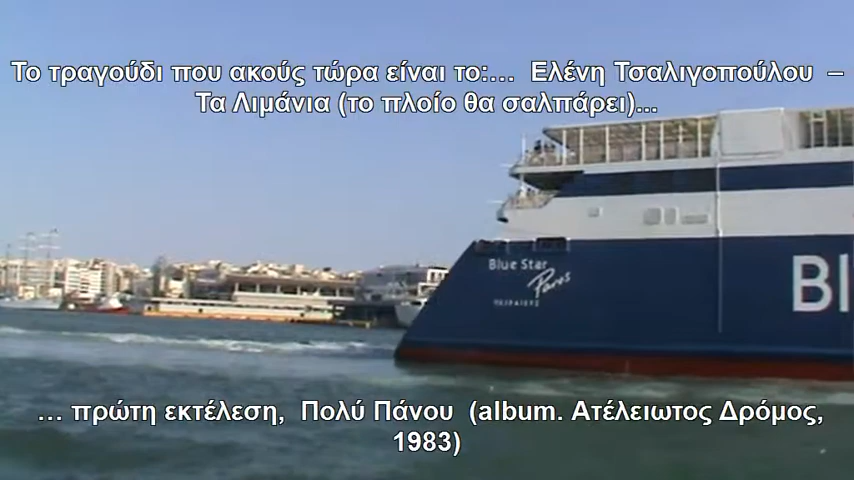 Το τραγούδι που ακούς τώρα είναι το:… Ελένη Τσαλιγοπούλου –
Τα Λιμάνια (το πλοίο θα σαλπάρει)...
Blue Star
Paros
ΠΕΙΡΑΙΕΥΣ
Bl
… πρώτη εκτέλεση, Πολύ Πάνου (album. Ατέλειωτος Δρόμος,
1983)